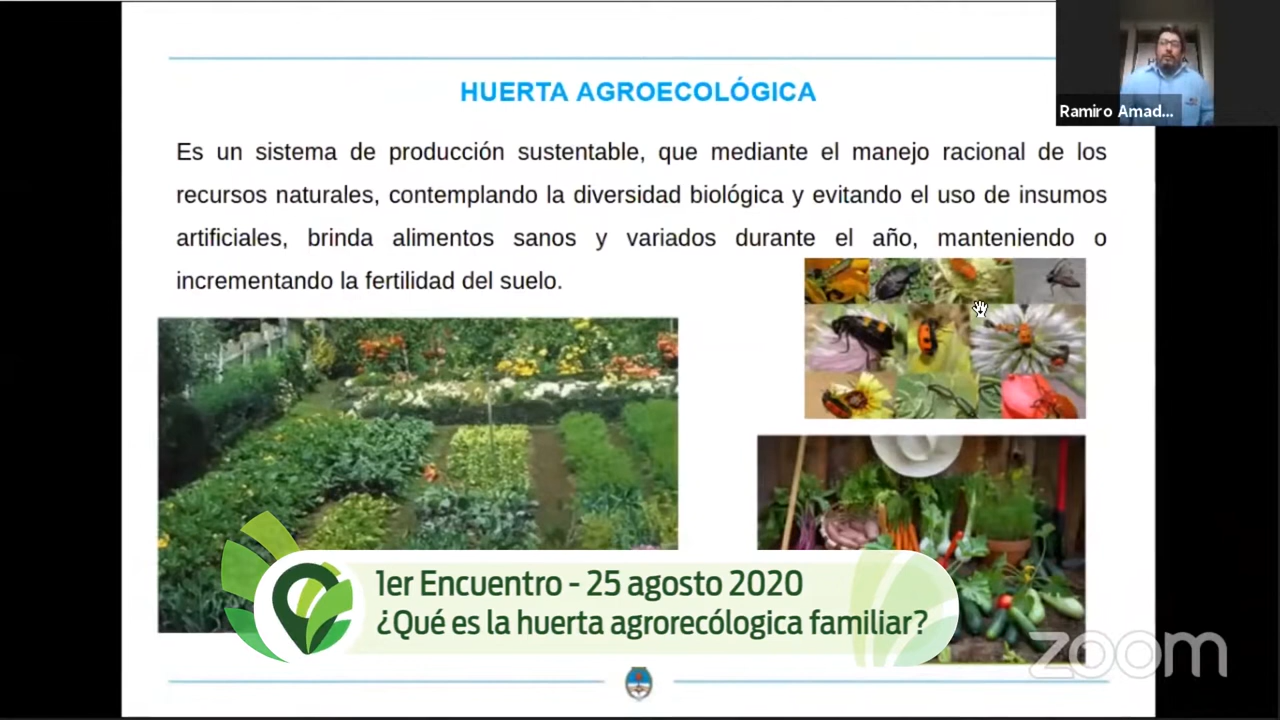 HUERTA AGROECOLÓGICA
Ramiro Amad...
Es un sistema de producción sustentable, que mediante el manejo racional de los
recursos naturales, contemplando la diversidad biológica y evitando el uso de insumos
artificiales, brinda alimentos sanos y variados durante el año, manteniendo o
incrementando la fertilidad del suelo.
1er Encuentro - 25 agosto 2020
¿Qué es la huerta agrorecólogica familiar?
zoom